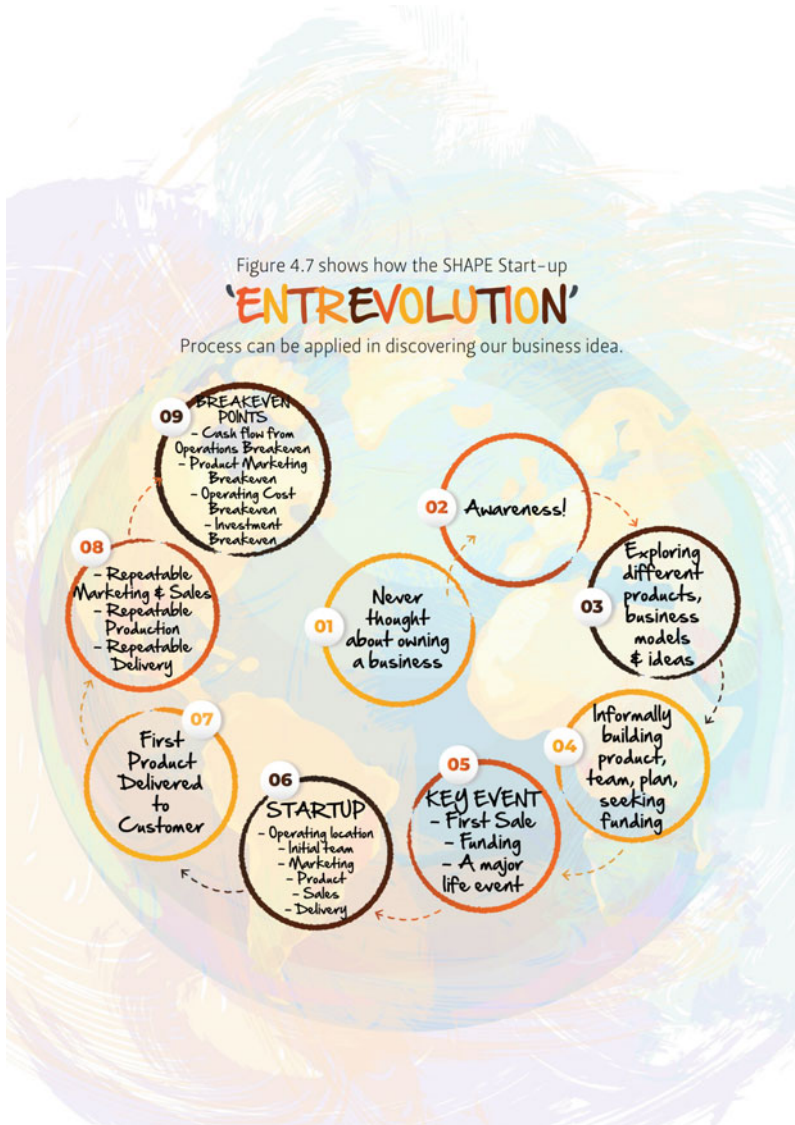 Figure 4.7 shows how the SHAPE Start-up
'ENTREVOLUTION'
Process can be applied in discovering our business idea.
01
Never
thought
about owning
a business
02
Awareness!
03
Exploring
different
products,
business
models
& ideas
04
Informally
building
product,
team, plan,
seeking
funding
05
KEY EVENT
- First Sale
- Funding
- A major
life event
06
STARTUP
- Operating location
- Initial team
- Marketing
- Product
- Sales
- Delivery
07
First
Product
Delivered
to
Customer
08
- Repeatable
Marketing & Sales
- Repeatable
Production
- Repeatable
Delivery
09
BREAKEVEN
POINTS
- Cash flow from
Operations Breakeven
- Product Marketing
Breakeven
- Operating Cost
Breakeven
- Investment
Breakeven